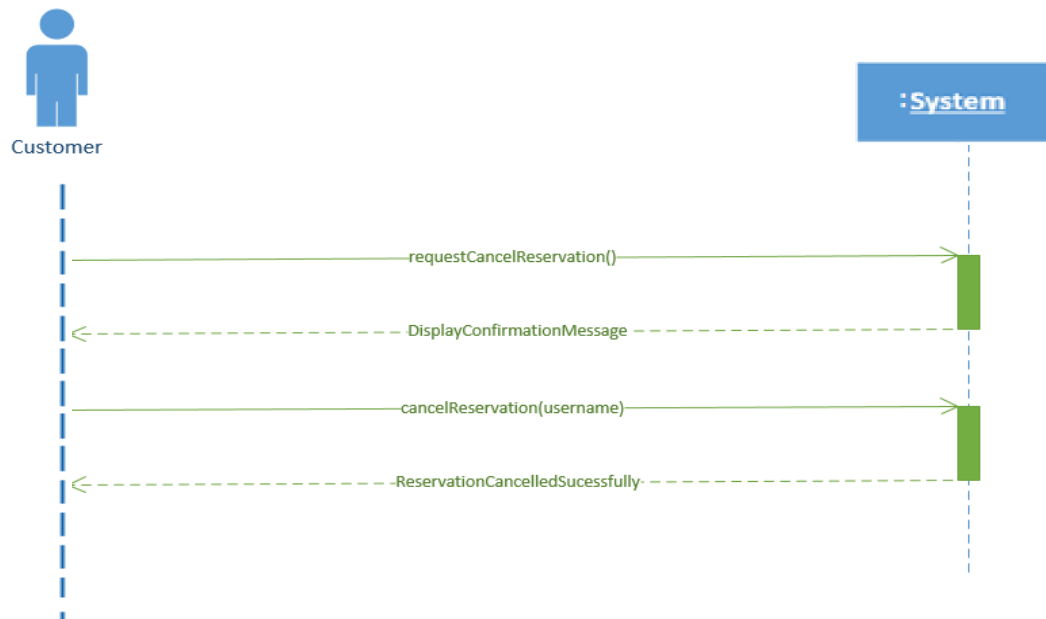 :System
Customer
requestCancelReservation()
DisplayConfirmationMessage
cancelReservation(username)
ReservationCancelledSucessfully